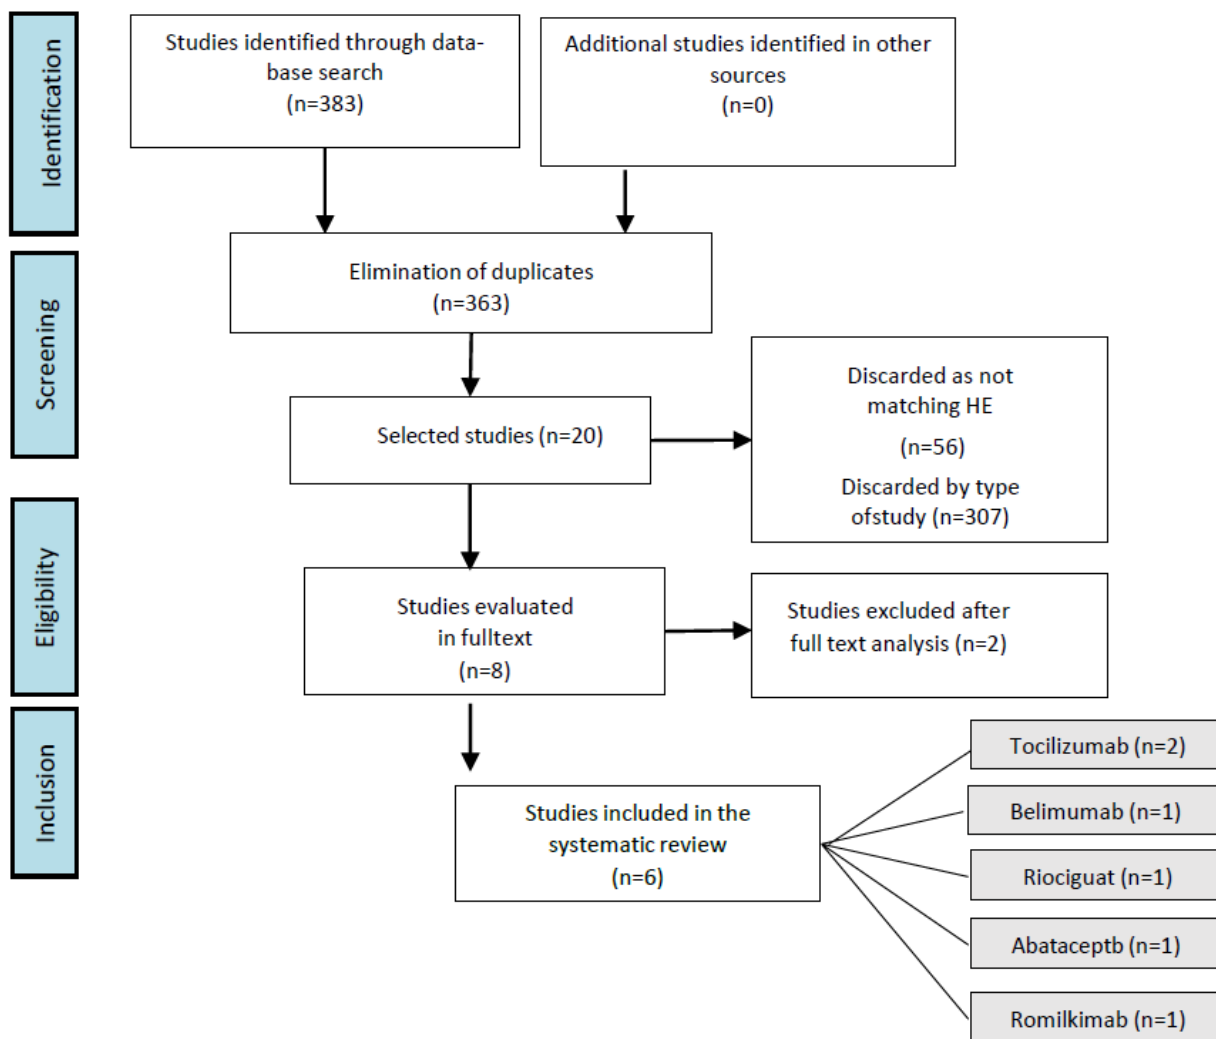 Identification
Studies identified through data-
base search
(n=383)
Additional studies identified in other
sources
(n=0)
Screening
Elimination of duplicates
(n=363)
Selected studies (n=20)
Discarded as not
matching HE
(n=56)
Discarded by type
ofstudy (n=307)
Eligibility
Studies evaluated
in fulltext
(n=8)
Studies excluded after
full text analysis (n=2)
Inclusion
Studies included in the
systematic review
(n=6)
Tocilizumab (n=2)
Belimumab (n=1)
Riociguat (n=1)
Abataceptb (n=1)
Romilkimab (n=1)